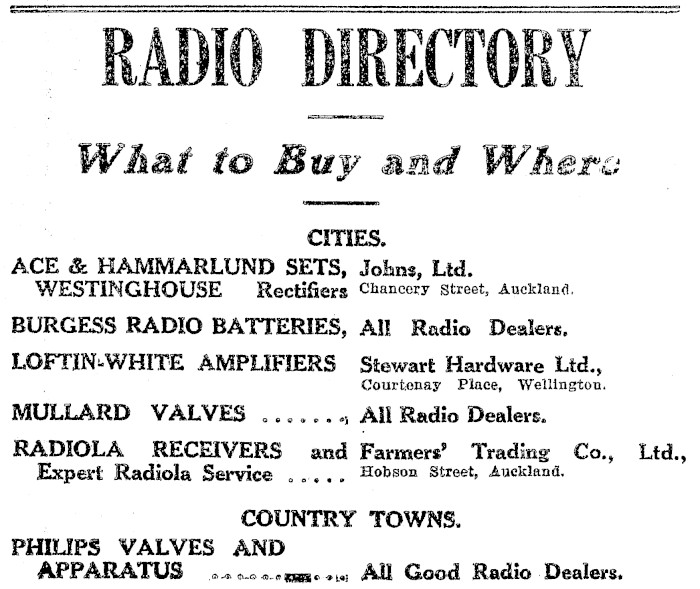 RADIO DIRECTORY
What to Buy and Where
CITIES.
ACE & HAMMARLUND SETS, Johns, Ltd.
WESTINGHOUSE Rectifiers Chancery Street, Auckland.
BURGESS RADIO BATTERIES, All Radio Dealers.
LOFTIN-WHITE AMPLIFIERS Stewart Hardware Ltd.,
Courtenay Place, Wellington.
MULLARD VALVES ......., All Radio Dealers.
RADIOLA RECEIVERS and Farmers' Trading Co., Ltd.,
Expert Radiola Service ..... Hobson Street, Auckland.
COUNTRY TOWNS.
PHILIPS VALVES AND
APPARATUS ........ All Good Radio Dealers.